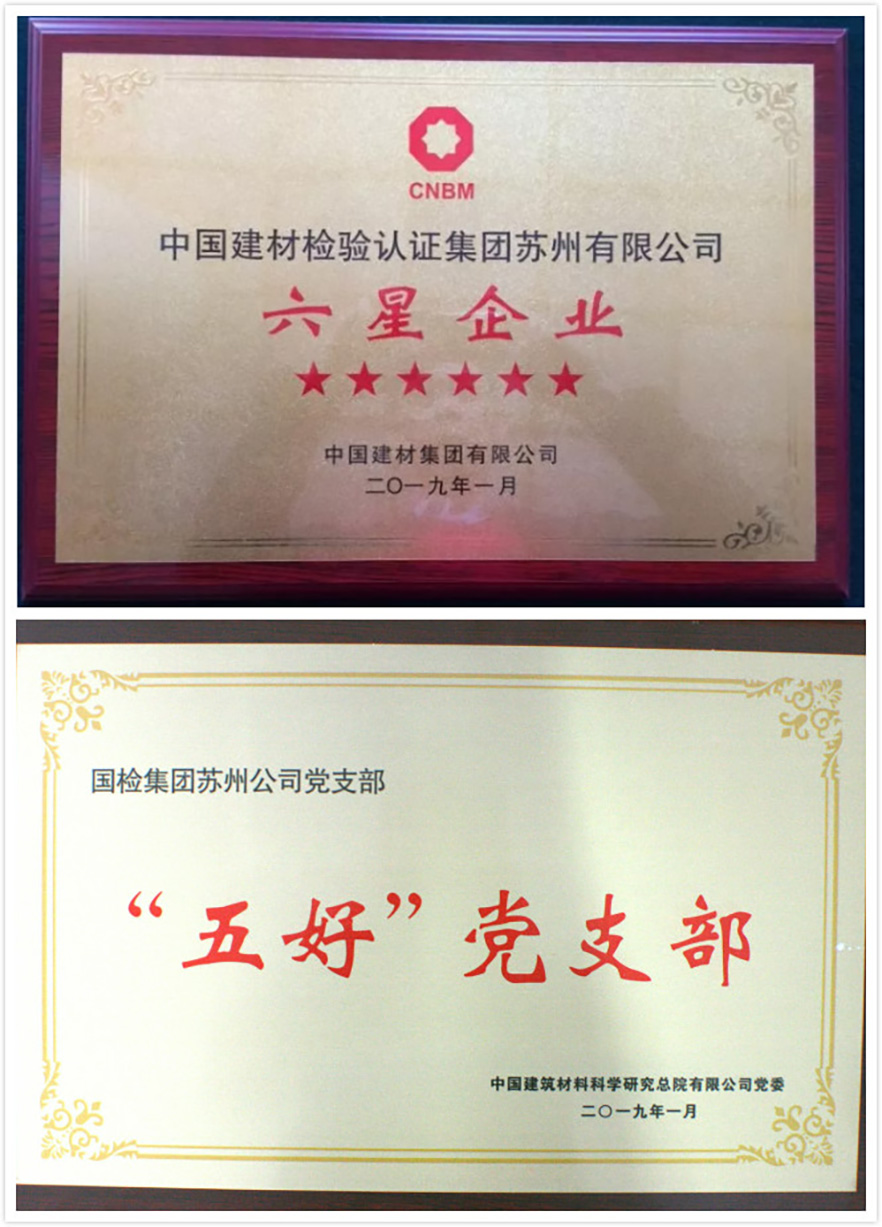 CNBM
中国建材检验认证集团苏州有限公司
六星企业
★★★★★★
中国建材集团有限公司
二〇一九年一月
国检集团苏州公司党支部
“五好”党支部
中国建筑材料科学研究总院有限公司党委
二〇一九年一月